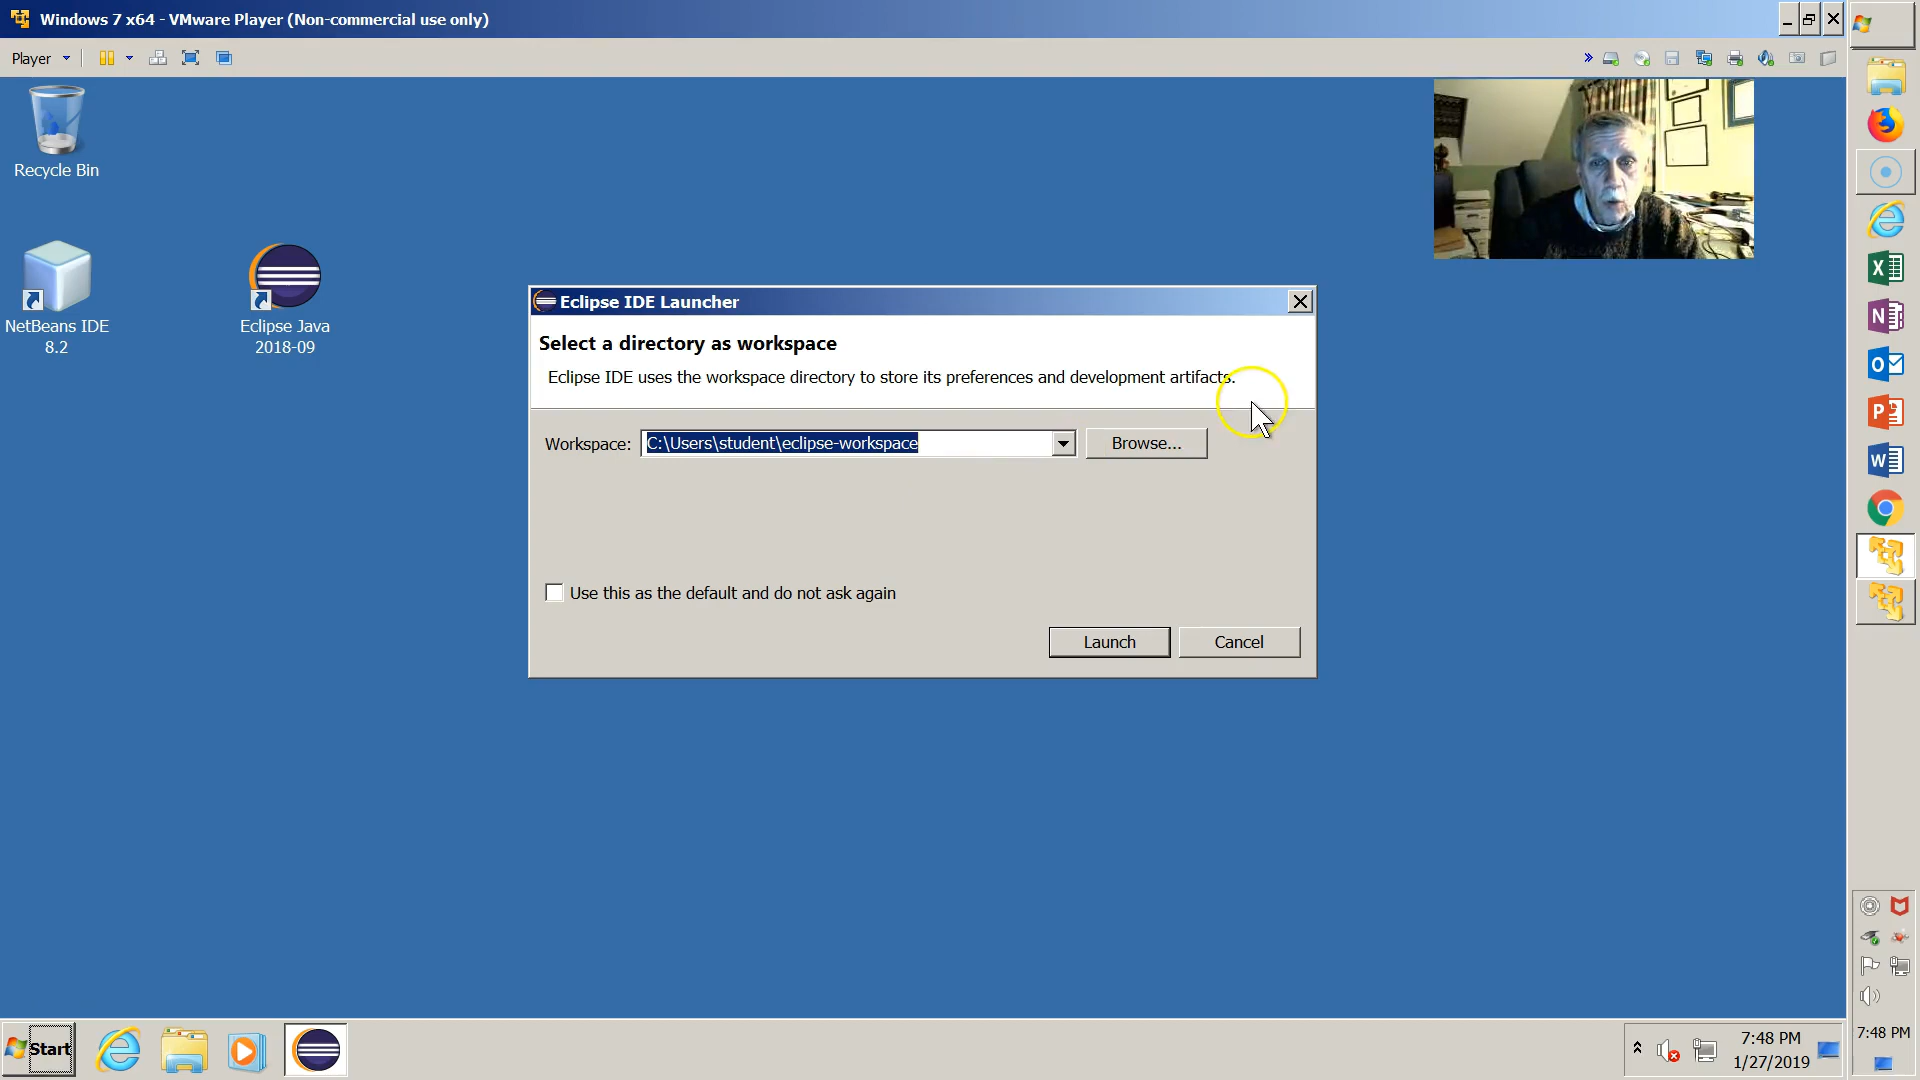 Windows 7 x64 - VMware Player (Non-commercial use only)
Player
Recycle Bin
NetBeans IDE
8.2
Eclipse Java
2018-09
Eclipse IDE Launcher
Select a directory as workspace
Eclipse IDE uses the workspace directory to store its preferences and development artifacts.
Workspace: C:\Users\student\eclipse-workspace Browse...
Use this as the default and do not ask again
Launch Cancel
Start
7:48 PM
1/27/2019
7:48 PM